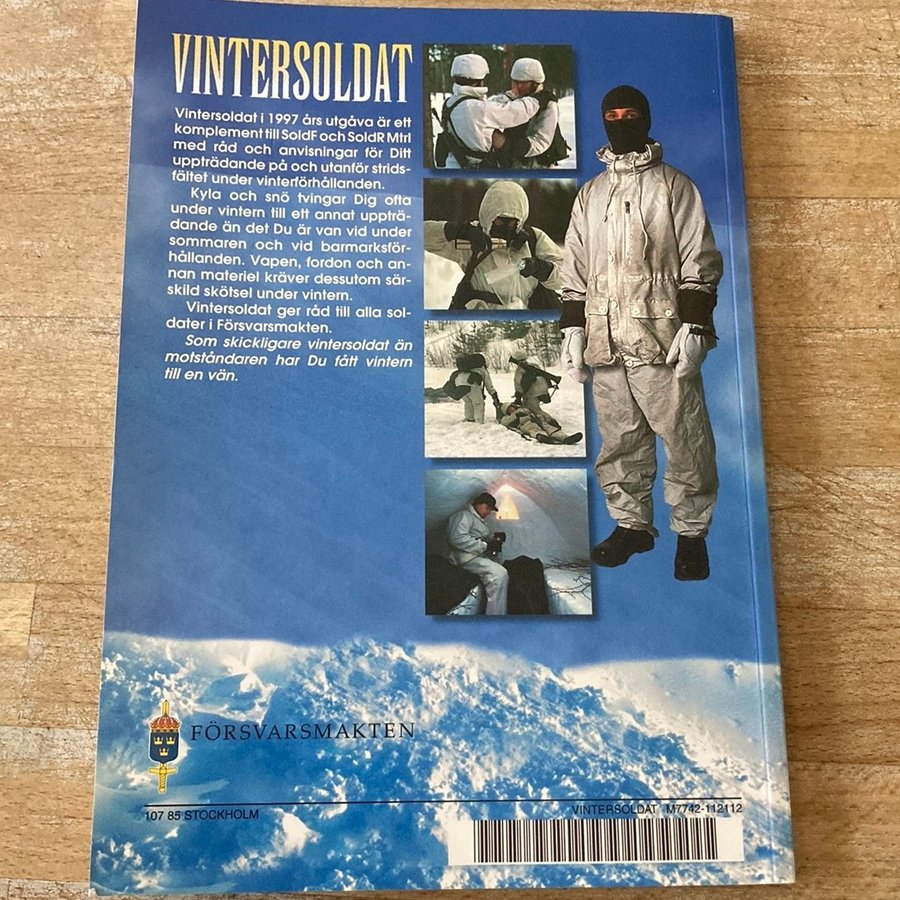 VINTERSOLDAT
Vintersoldat i 1997 års utgåva är ett
komplement till SoldF och SoldR Mtrl
med råd och anvisningar för Ditt
uppträdande på och utanför strids-
fältet under vinterförhållanden.
Kyla och snö tvingar Dig ofta
under vintern till ett annat uppträ-
dande än det Du är van vid under
sommaren och vid barmarksför-
hållanden. Vapen, fordon och an-
nan materiel kräver dessutom sär-
skild skötsel under vintern.
Vintersoldat ger råd till alla sol-
dater i Försvarsmakten.
Som skickligare vintersoldat än
motståndaren har Du fått vintern
till en vän.
FÖRSVARSMAKTEN
107 85 STOCKHOLM
VINTERSOLDAT M7742-112112